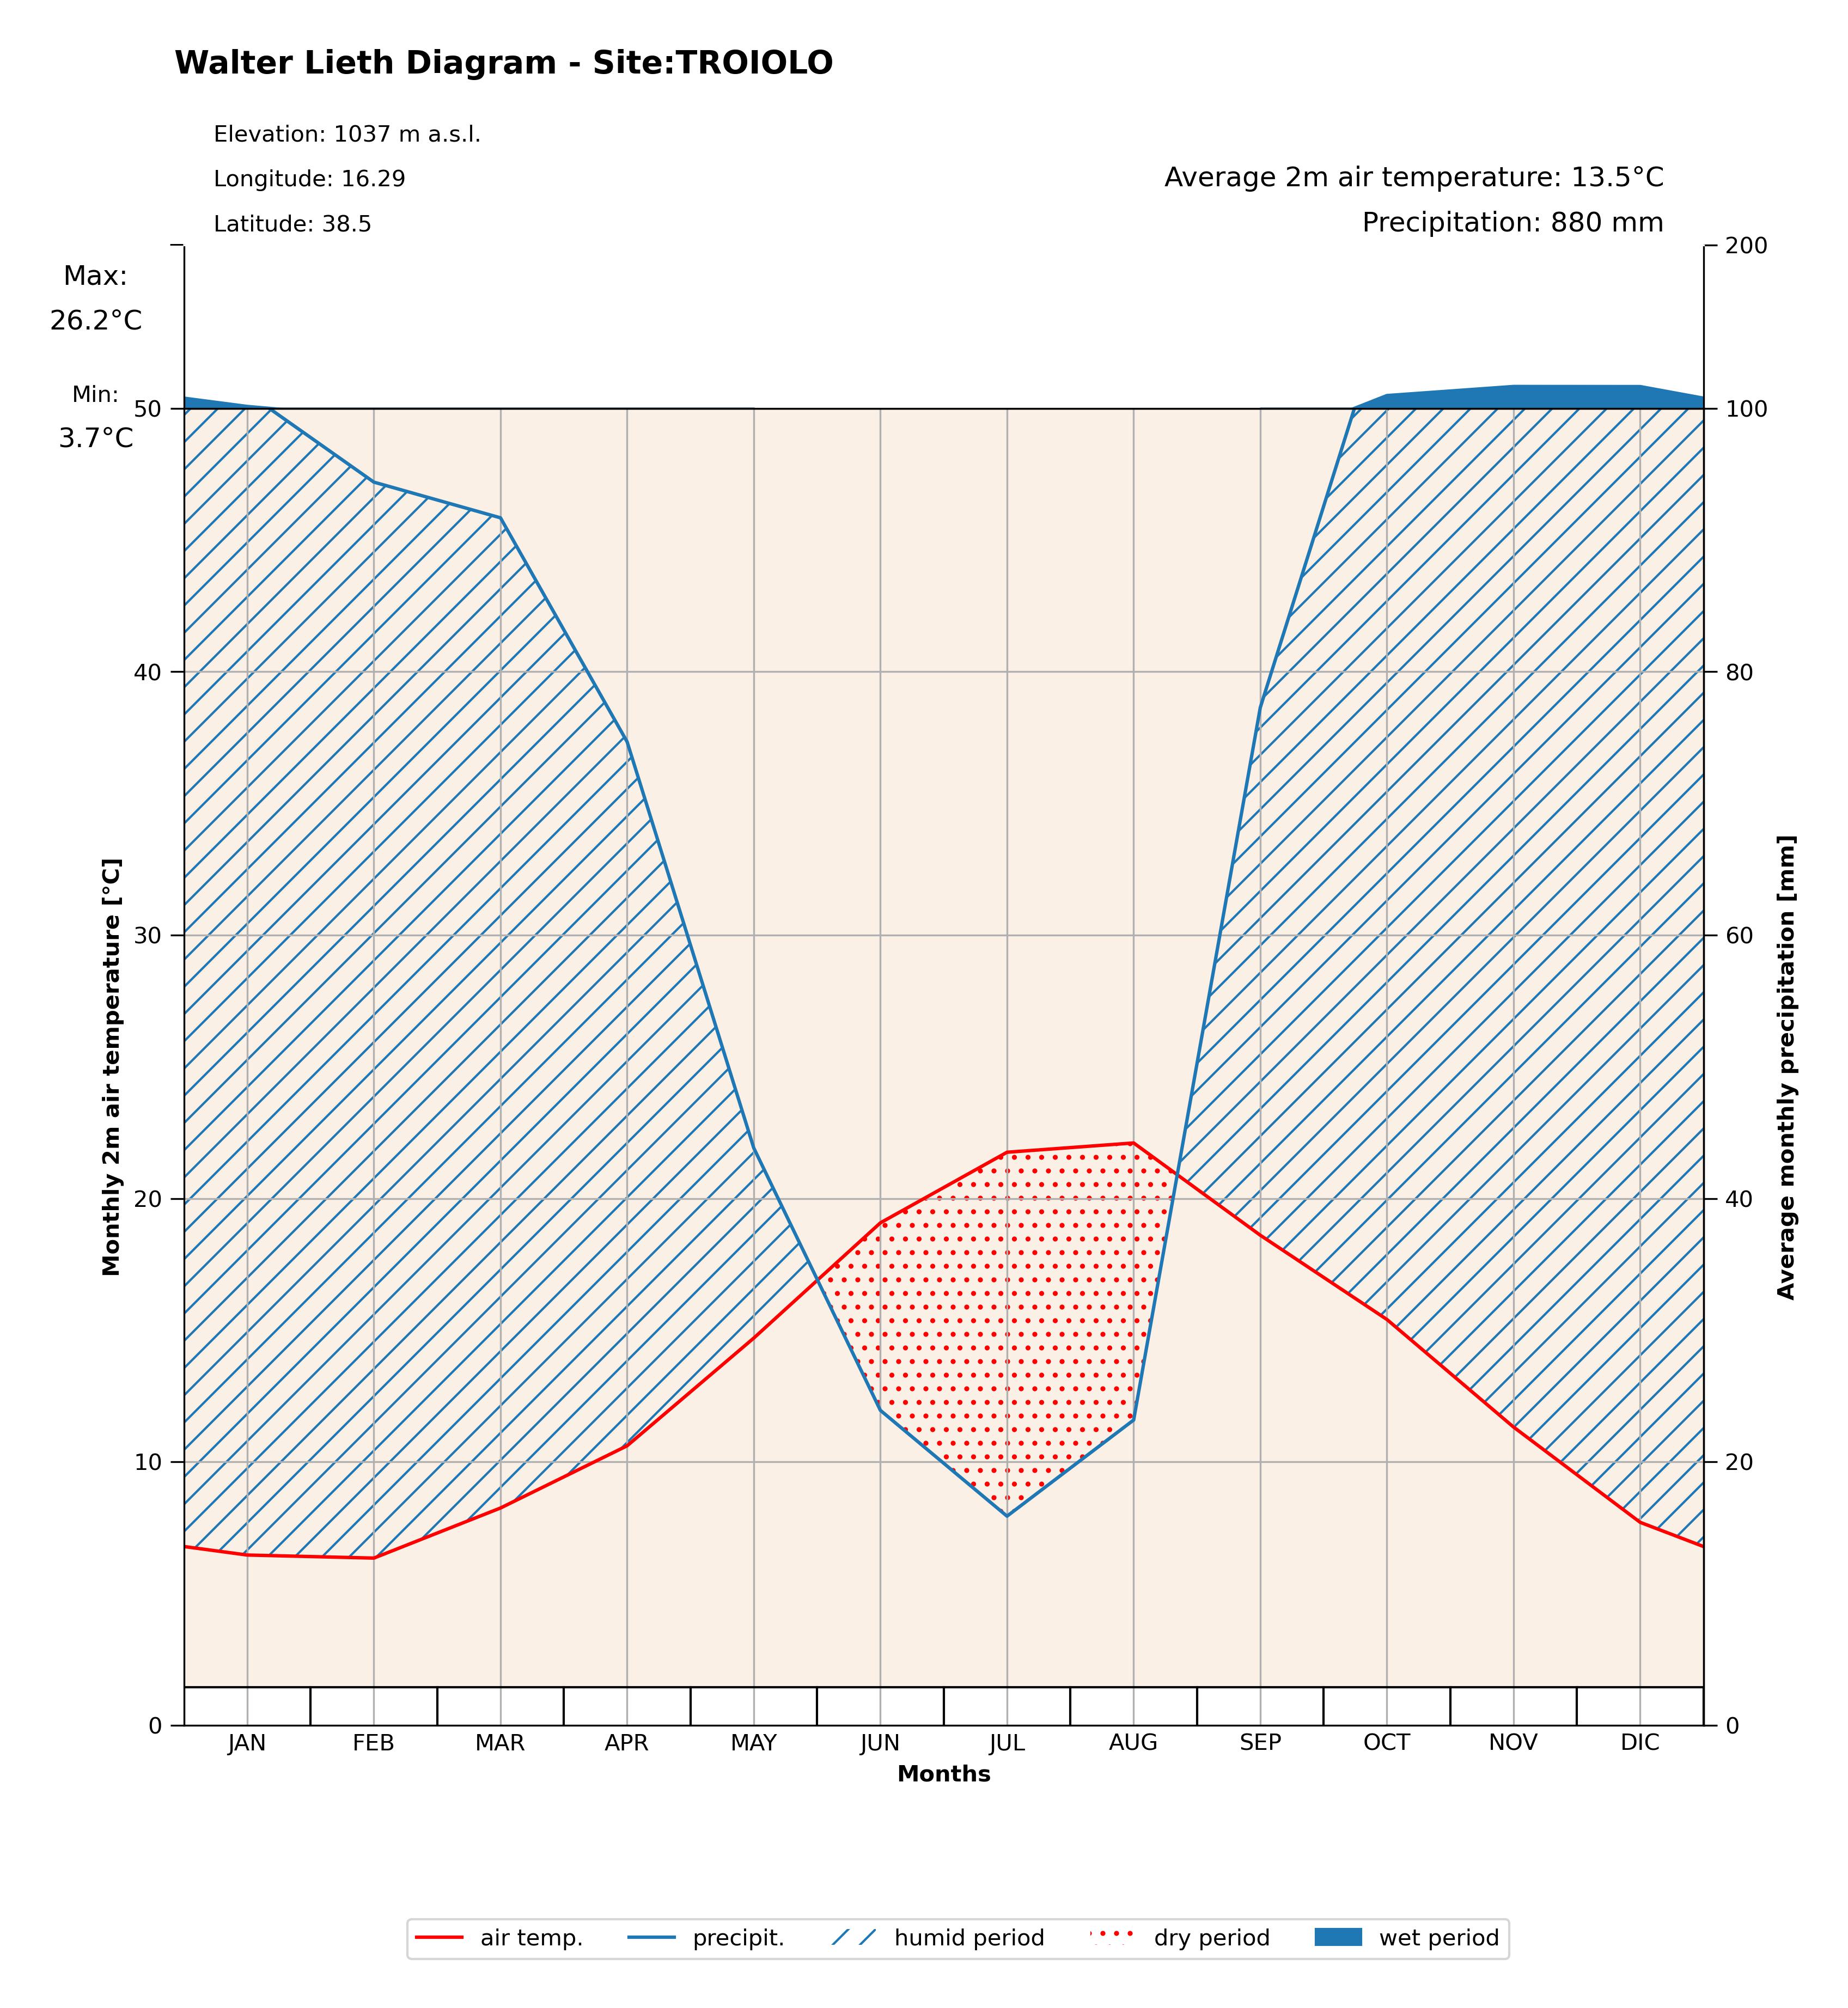 Walter Lieth Diagram - Site:TROIOLO
Elevation: 1037 m a.s.l.
Longitude: 16.29
Latitude: 38.5
Average 2m air temperature: 13.5°C
Precipitation: 880 mm
Max:
26.2°C
Min:
3.7°C
50
40
30
20
10
0
Monthly 2m air temperature [°C]
200
100
80
60
40
20
0
Average monthly precipitation [mm]
JAN FEB MAR APR MAY JUN JUL AUG SEP OCT NOV DIC
Months
air temp. precipit. humid period dry period wet period